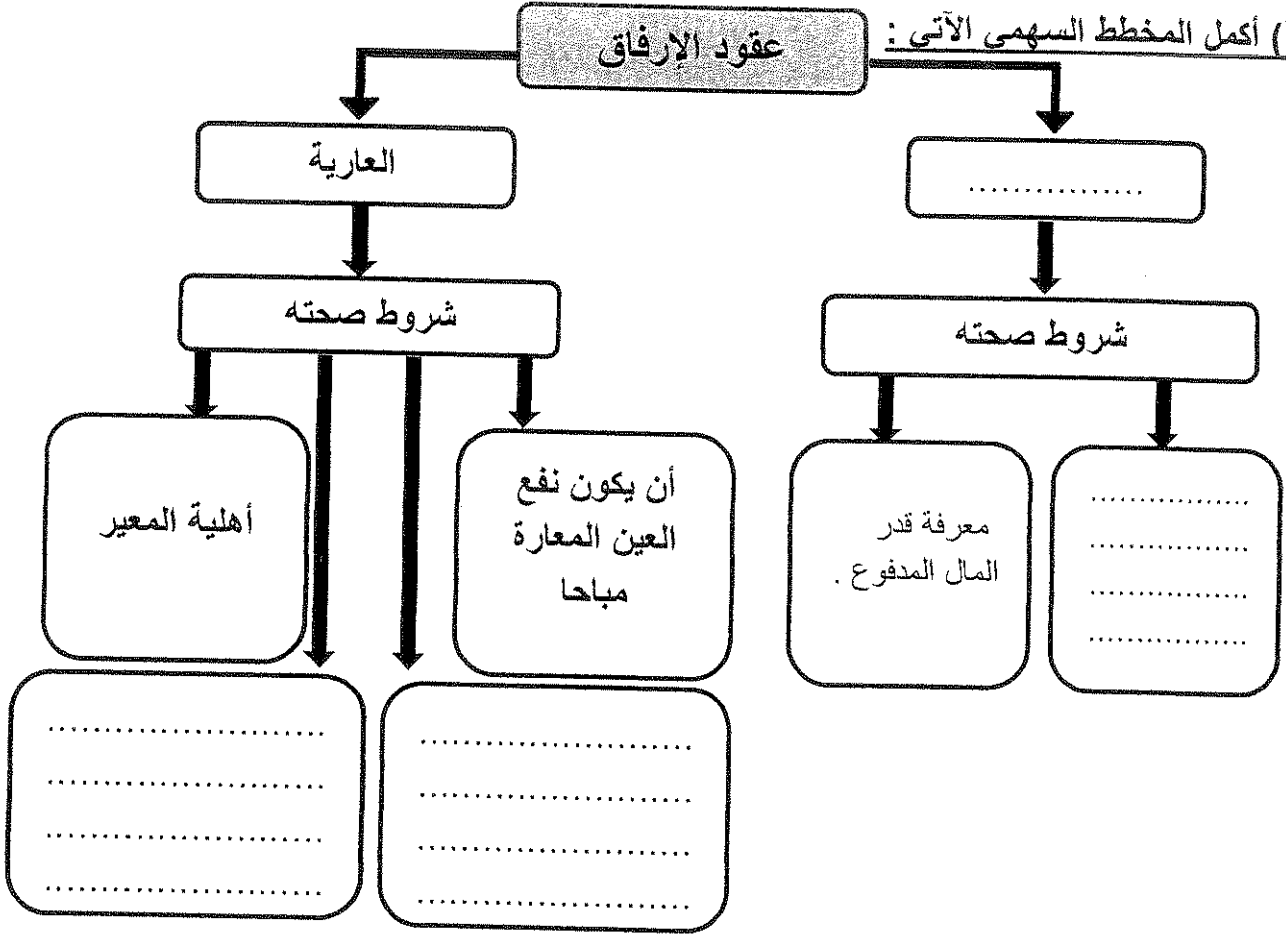 ) أكمل المخطط السهمي الآتي :
عقود الإرفاق
................
شروط صحته
................
................
................
................
معرفة قدر
المال المدفوع .
العارية
شروط صحته
أن يكون نفع
العين المعارة
مباحا
أهلية المعير
.........................
.........................
.........................
.........................
.........................
.........................
.........................
.........................